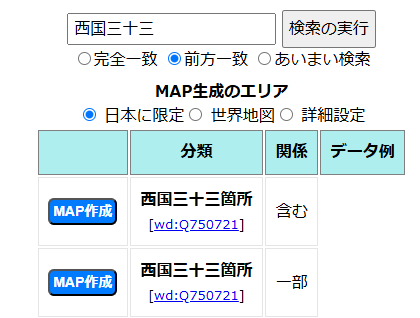 西国三十三 検索の実行
完全一致 前方一致 あいまい検索
MAP生成のエリア
日本に限定 世界地図 詳細設定
分類 関係 データ例
MAP作成 西国三十三箇所 含む
[wd:Q750721]
MAP作成 西国三十三箇所 一部
[wd:Q750721]